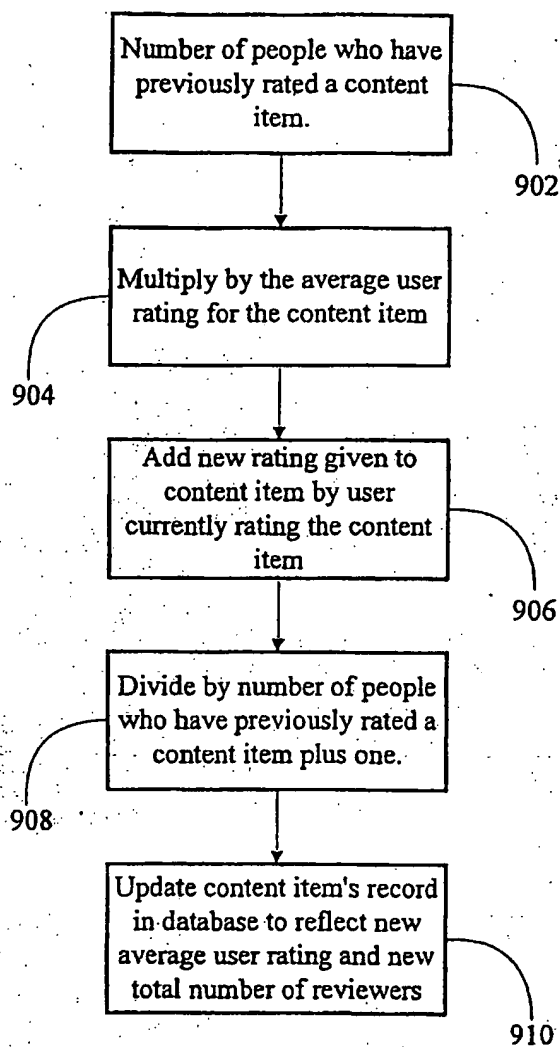 Number of people who have
previously rated a content
item.
902
Multiply by the average user
rating for the content item
904
Add new rating given to
content item by user
currently rating the content
item
906
Divide by number of people
who have previously rated a
content item plus one.
908
Update content item's record
in database to reflect new
average user rating and new
total number of reviewers
910